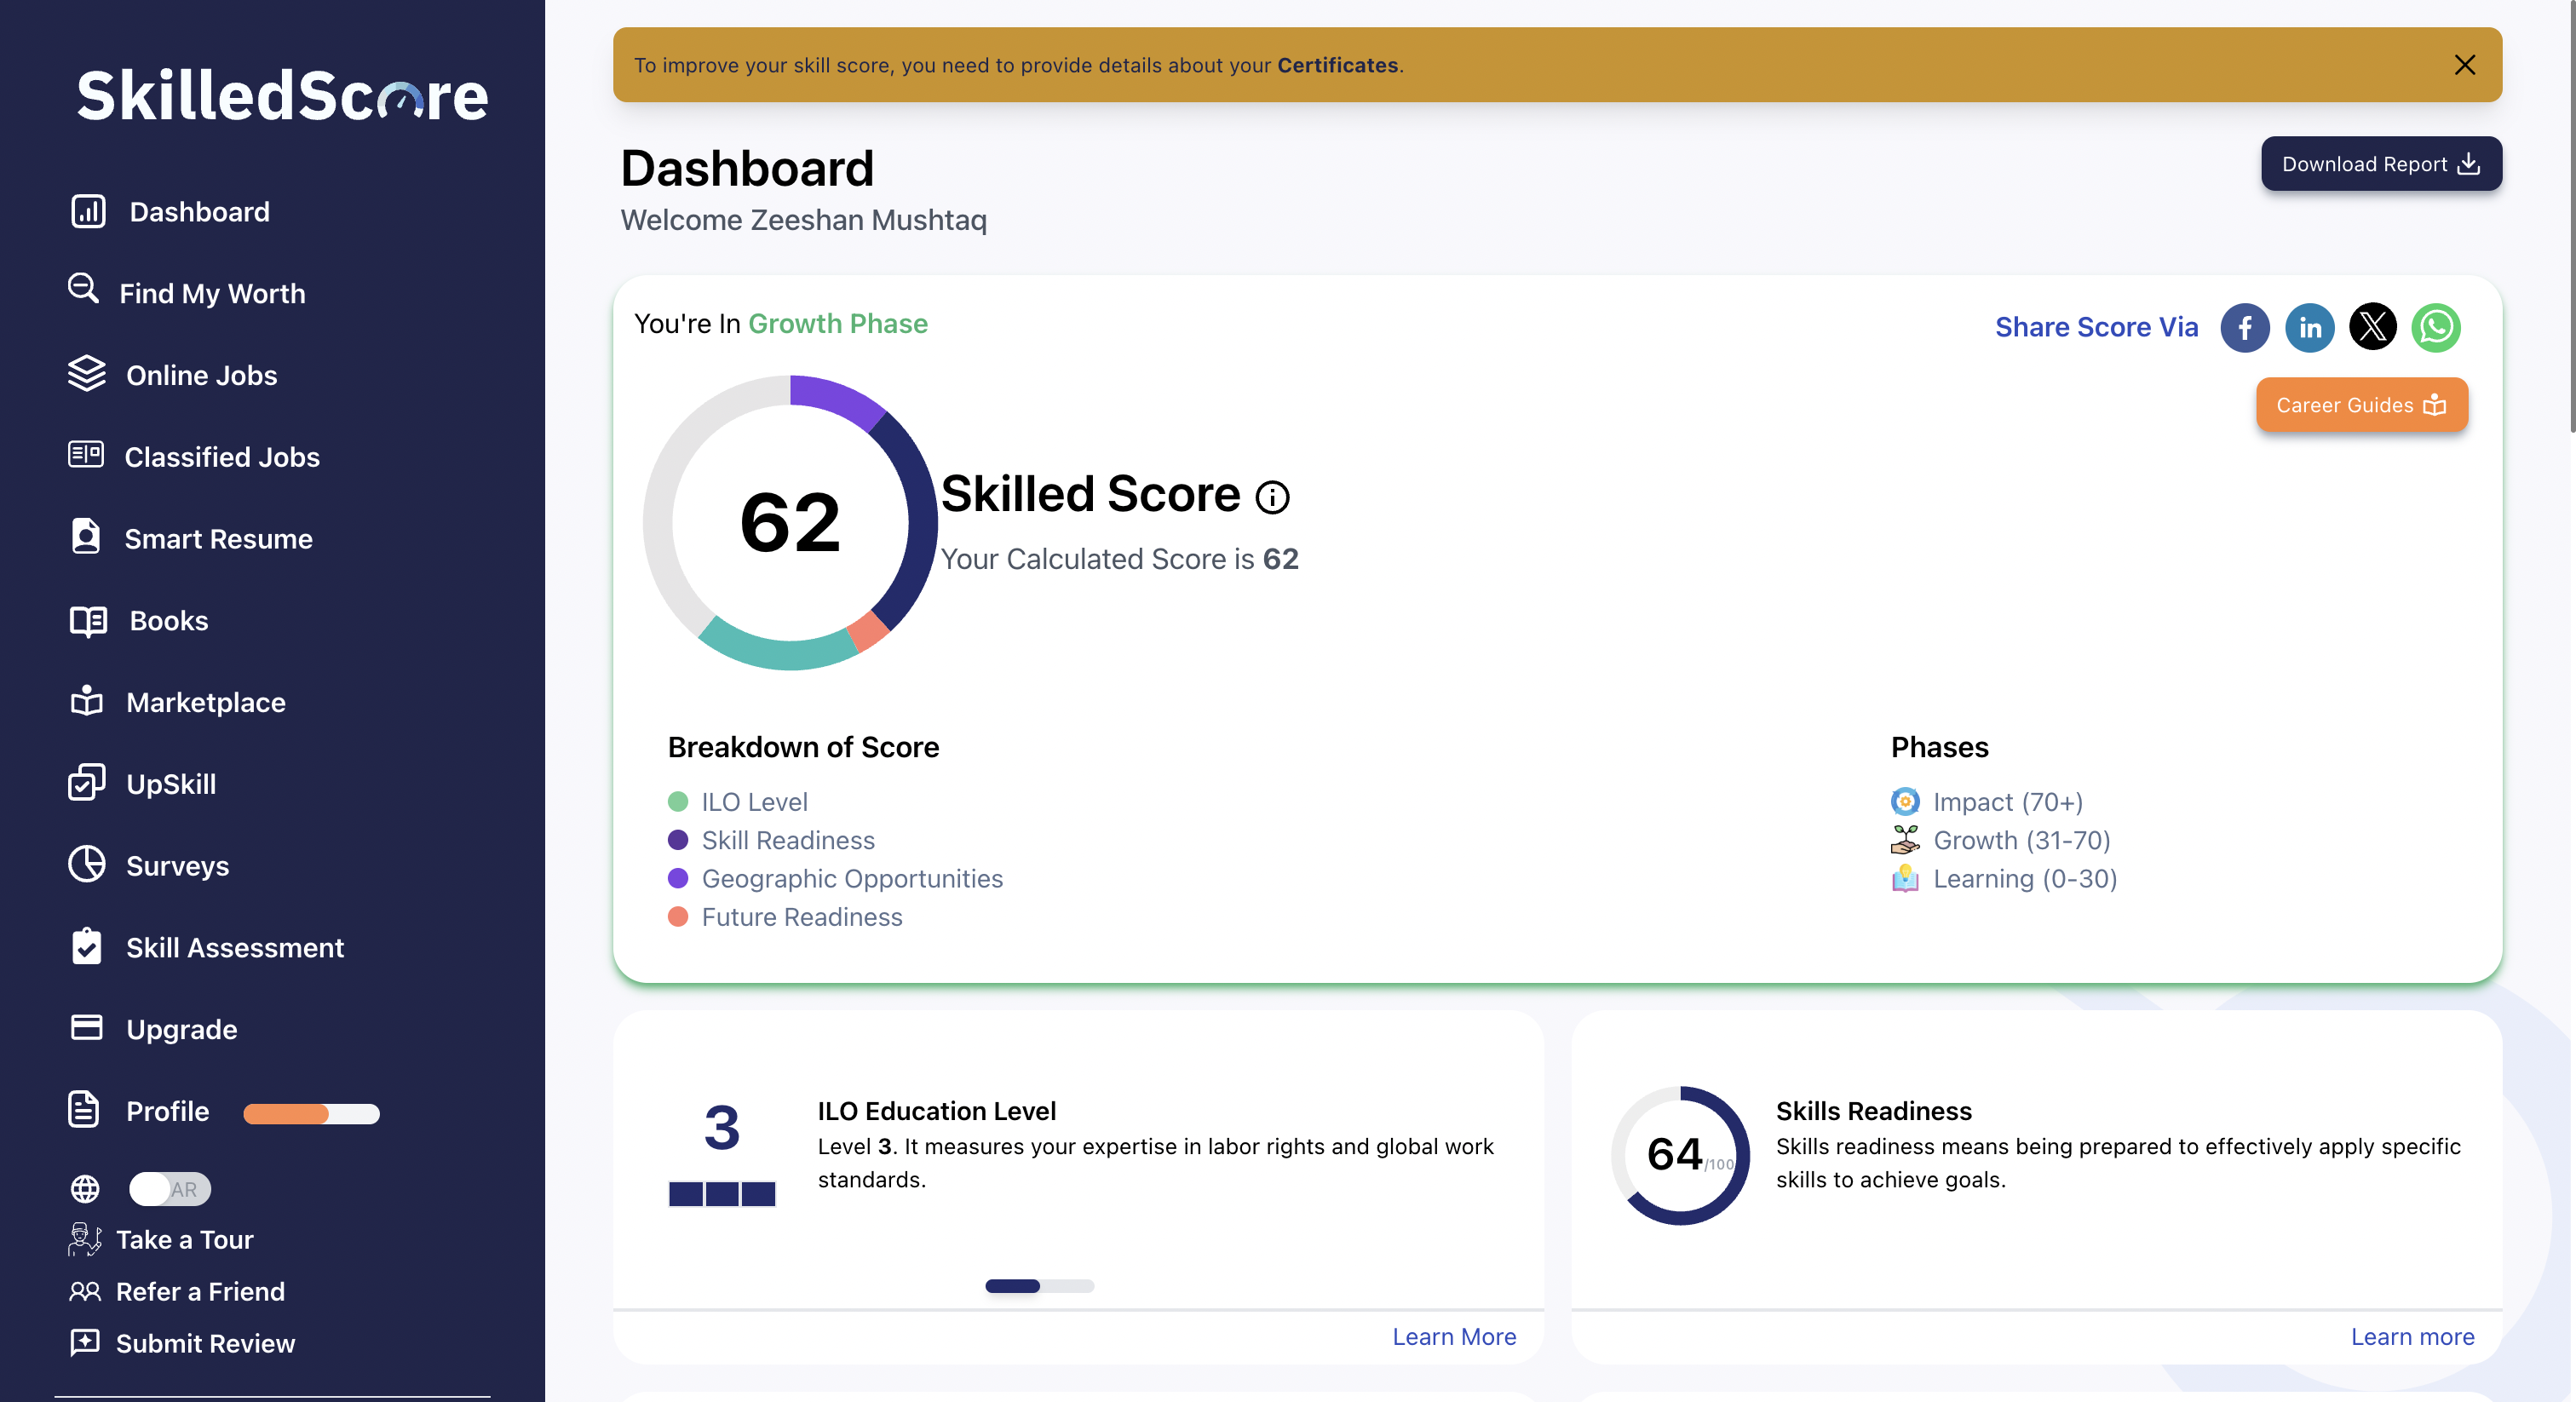 SkilledScore
Dashboard
Find My Worth
Online Jobs
Classified Jobs
Smart Resume
Books
Marketplace
UpSkill
Surveys
Skill Assessment
Upgrade
Profile
AR
Take a Tour
Refer a Friend
Submit Review
To improve your skill score, you need to provide details about your Certificates.
Dashboard
Welcome Zeeshan Mushtaq
Download Report
You're In Growth Phase
Share Score Via
Career Guides
62
Skilled Score
Your Calculated Score is 62
Breakdown of Score
ILO Level
Skill Readiness
Geographic Opportunities
Future Readiness
Phases
Impact (70+)
Growth (31-70)
Learning (0-30)
3
ILO Education Level
Level 3. It measures your expertise in labor rights and global work
standards.
Learn More
64/100
Skills Readiness
Skills readiness means being prepared to effectively apply specific
skills to achieve goals.
Learn more